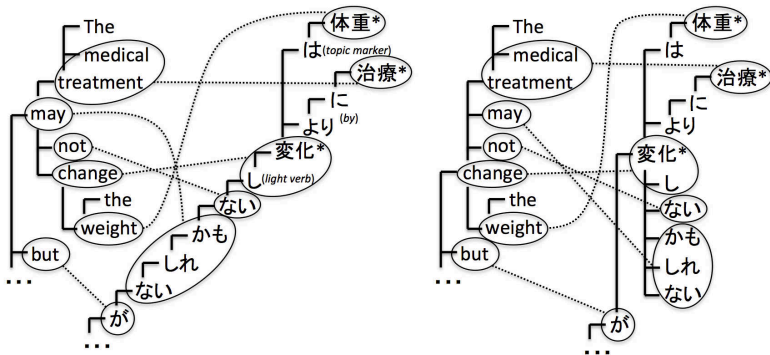 The
medical
treatment
may
not
change
the
weight
but
...
体重*
は(topic marker)
治療*
に
より(by)
変化*
し(light verb)
ない
かも
しれ
ない
が
...
The
medical
treatment
may
not
change
the
weight
but
...
体重*
は
治療*
に
より
変化*
し
ない
かも
しれ
ない
が
...